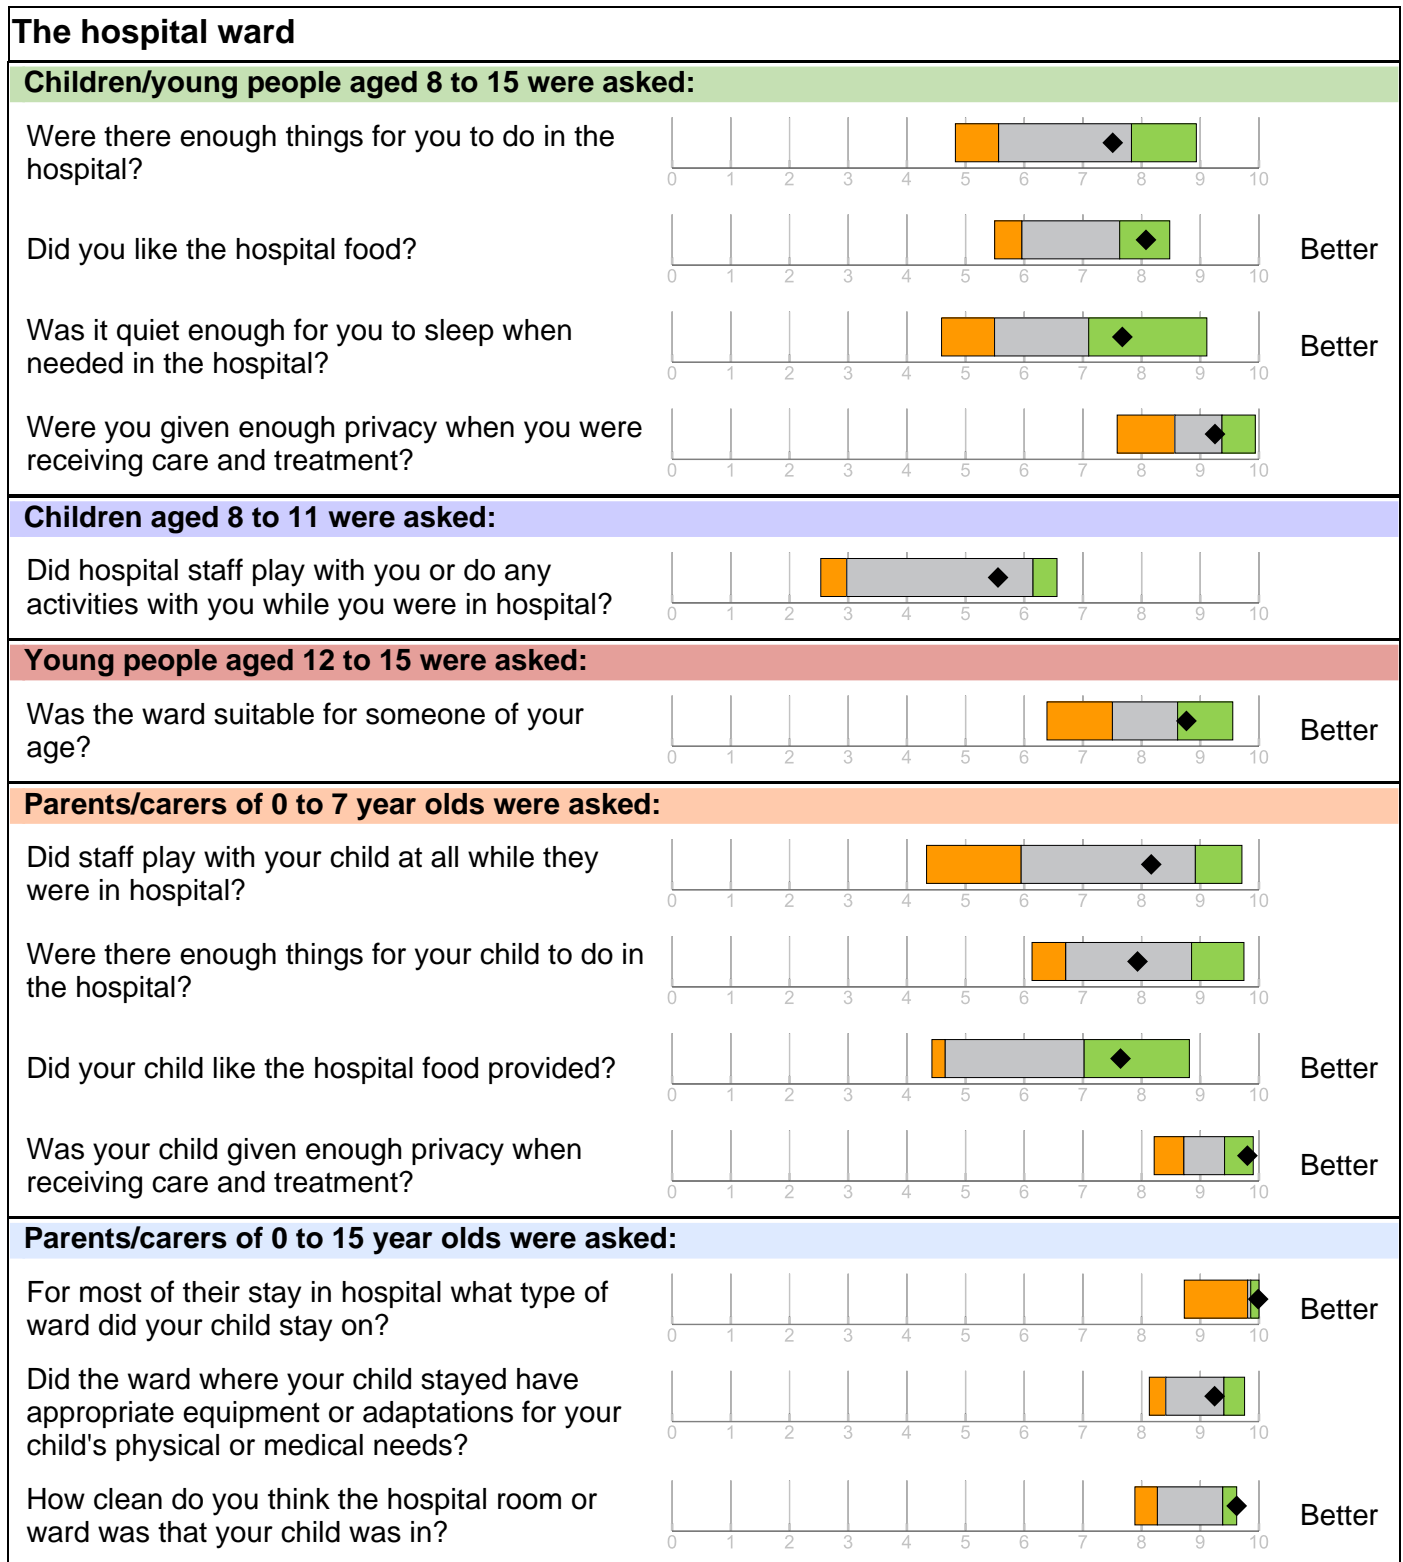 The hospital ward
Children/young people aged 8 to 15 were asked:
Were there enough things for you to do in the
hospital?
0 1 2 3 4 5 6 7 8 9 10
Did you like the hospital food?
Better
0 1 2 3 4 5 6 7 8 9 10
Was it quiet enough for you to sleep when
needed in the hospital?
Better
0 1 2 3 4 5 6 7 8 9 10
Were you given enough privacy when you were
receiving care and treatment?
0 1 2 3 4 5 6 7 8 9 10
Children aged 8 to 11 were asked:
Did hospital staff play with you or do any
activities with you while you were in hospital?
0 1 2 3 4 5 6 7 8 9 10
Young people aged 12 to 15 were asked:
Was the ward suitable for someone of your
age?
Better
0 1 2 3 4 5 6 7 8 9 10
Parents/carers of 0 to 7 year olds were asked:
Did staff play with your child at all while they
were in hospital?
0 1 2 3 4 5 6 7 8 9 10
Were there enough things for your child to do in
the hospital?
0 1 2 3 4 5 6 7 8 9 10
Did your child like the hospital food provided?
Better
0 1 2 3 4 5 6 7 8 9 10
Was your child given enough privacy when
receiving care and treatment?
Better
0 1 2 3 4 5 6 7 8 9 10
Parents/carers of 0 to 15 year olds were asked:
For most of their stay in hospital what type of
ward did your child stay on?
Better
0 1 2 3 4 5 6 7 8 9 10
Did the ward where your child stayed have
appropriate equipment or adaptations for your
child's physical or medical needs?
0 1 2 3 4 5 6 7 8 9 10
How clean do you think the hospital room or
ward was that your child was in?
Better
0 1 2 3 4 5 6 7 8 9 10